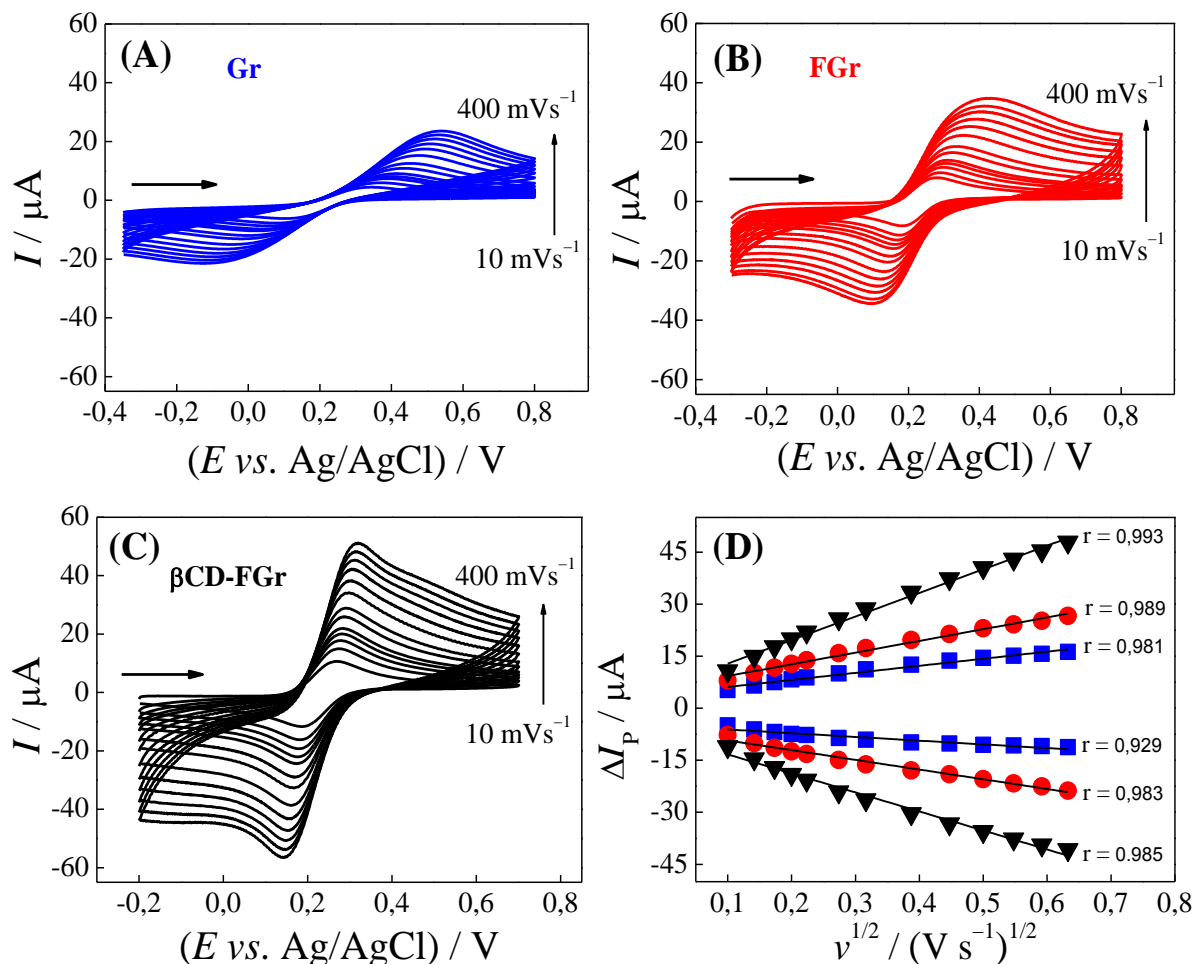 (A)
Gr
400 mVs⁻¹
10 mVs⁻¹
60
40
20
0
-20
-40
-60
I / µA
-0,4 0,0 0,2 0,4 0,6 0,8
(E vs. Ag/AgCl) / V
(B)
FGr
400 mVs⁻¹
10 mVs⁻¹
60
40
20
0
-20
-40
-60
I / µA
-0,4 -0,2 0,0 0,2 0,4 0,6 0,8
(E vs. Ag/AgCl) / V
(C)
βCD-FGr
400 mVs⁻¹
10 mVs⁻¹
60
40
20
0
-20
-40
-60
I / µA
-0,2 0,0 0,2 0,4 0,6 0,8
(E vs. Ag/AgCl) / V
(D)
r = 0,993
r = 0,989
r = 0,981
r = 0,929
r = 0,983
r = 0.985
45
30
15
0
-15
-30
-45
ΔI_P / µA
0,1 0,2 0,3 0,4 0,5 0,6 0,7 0,8
v^1/2 / (V s⁻¹)^1/2